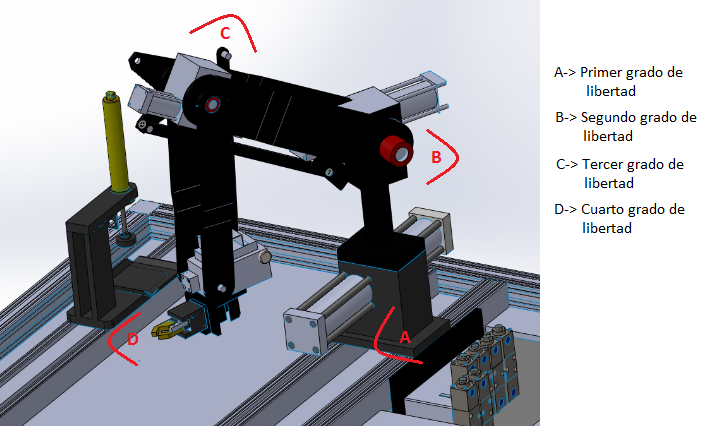 C
B
A
D
A-> Primer grado de
libertad
B-> Segundo grado de
libertad
C-> Tercer grado de
libertad
D-> Cuarto grado de
libertad